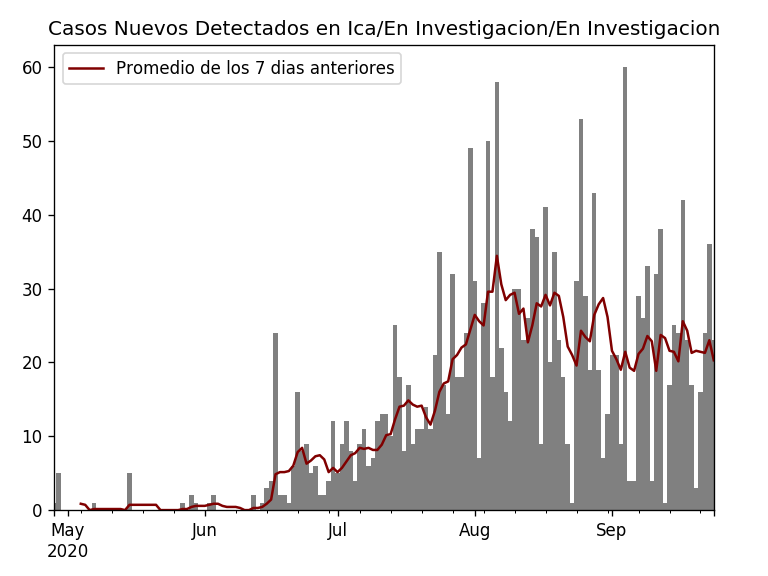 Casos Nuevos Detectados en Ica/En Investigacion/En Investigacion
Promedio de los 7 dias anteriores
60
50
40
30
20
10
0
May Jun Jul Aug Sep
2020